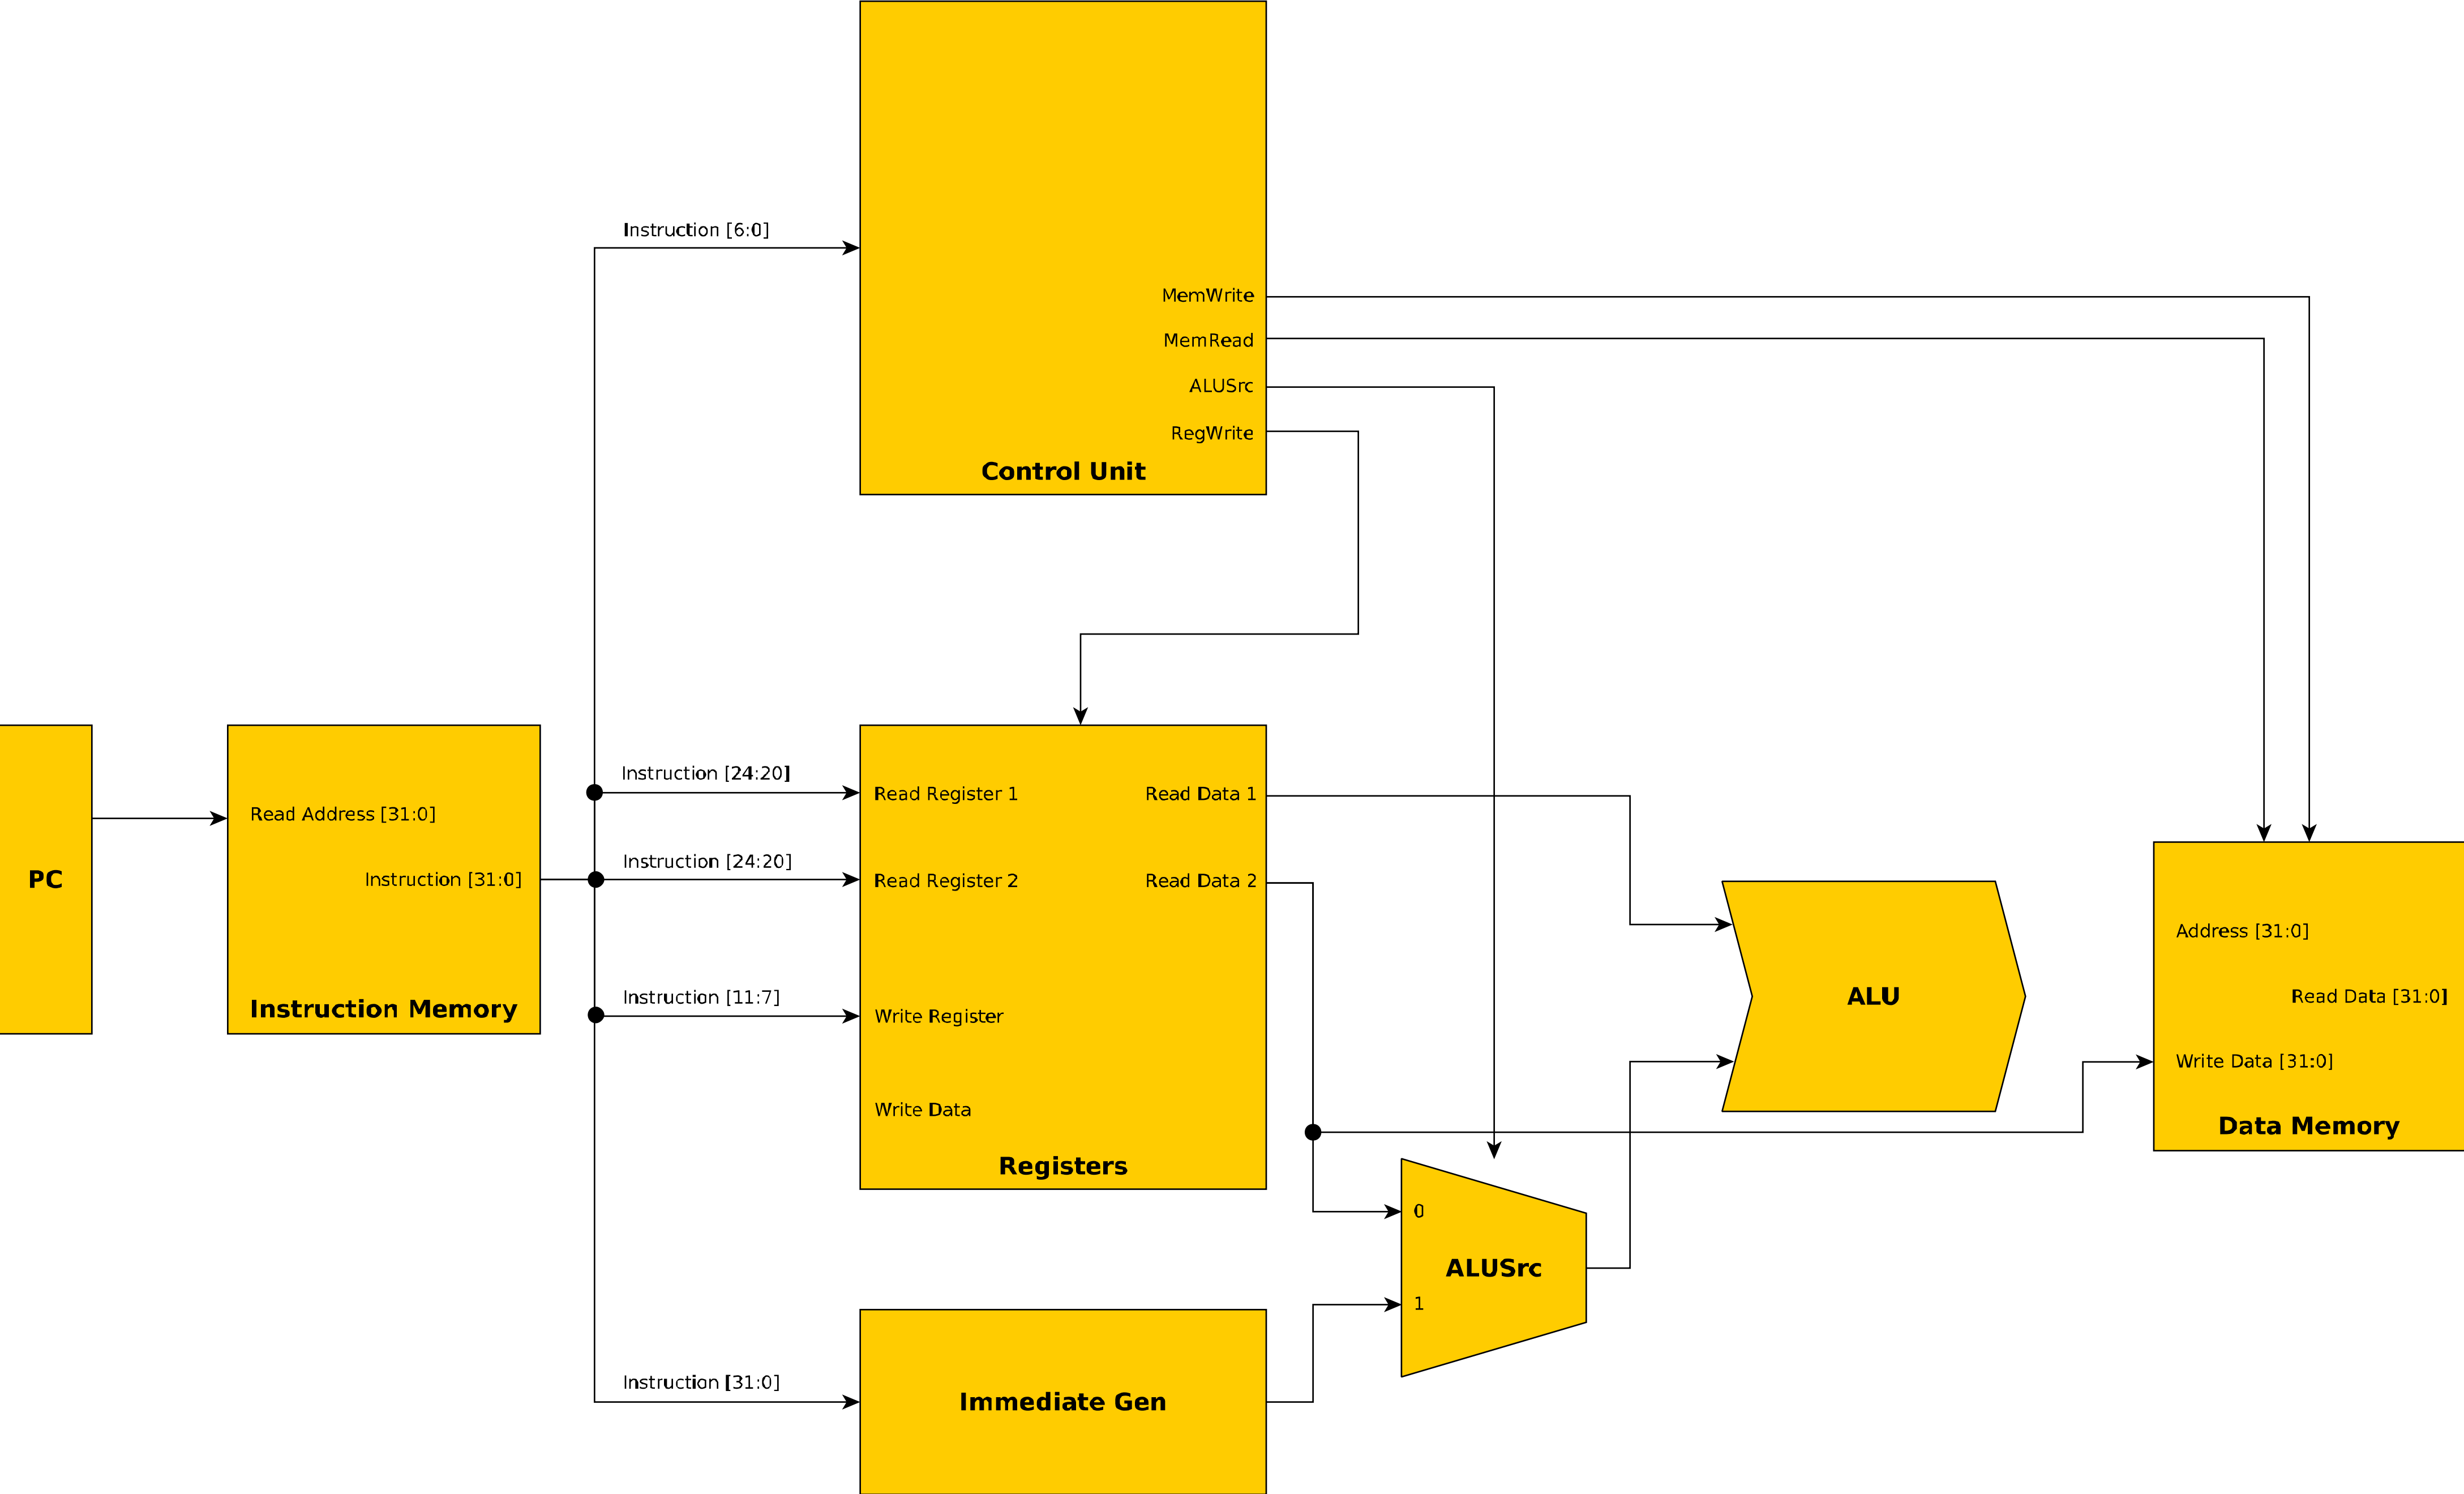 Instruction [6:0]
MemWrite
MemRead
ALUSrc
RegWrite
Control Unit
PC
Read Address [31:0]
Instruction [31:0]
Instruction Memory
Instruction [24:20]
Instruction [24:20]
Instruction [11:7]
Instruction [31:0]
Read Register 1
Read Data 1
Read Register 2
Read Data 2
Write Register
Write Data
Registers
Immediate Gen
0
ALUSrc
1
ALU
Address [31:0]
Read Data [31:0]
Write Data [31:0]
Data Memory